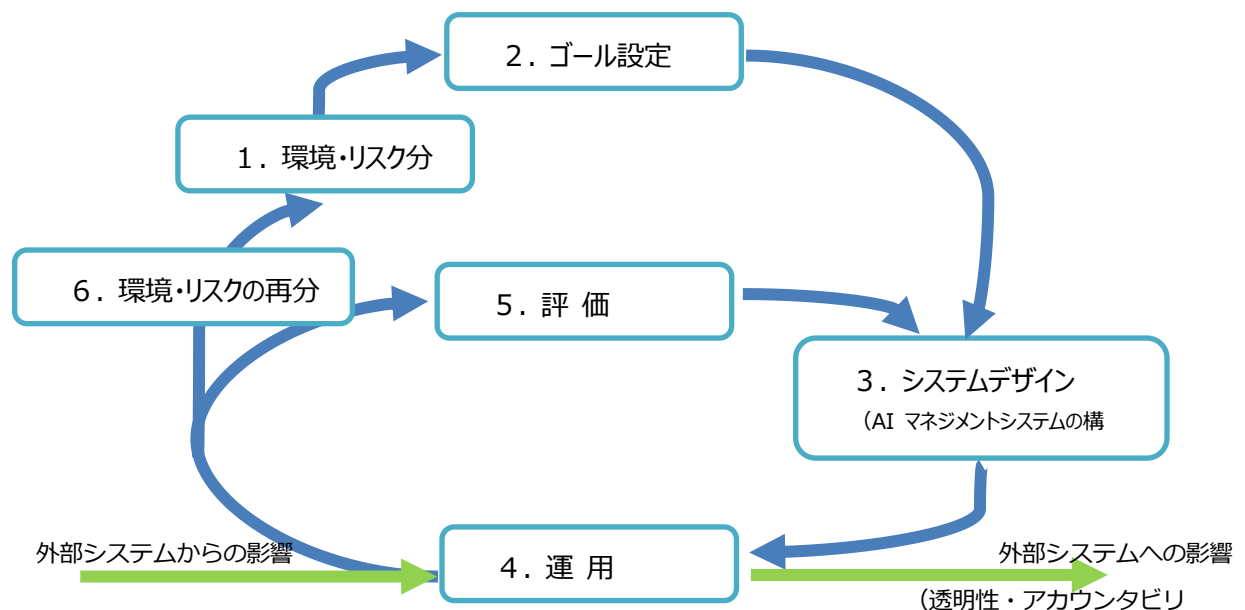 2. ゴール設定
1. 環境・リスク分
6. 環境・リスクの再分
5. 評 価
3. システムデザイン
（AI マネジメントシステムの構
外部システムからの影響
4. 運 用
外部システムへの影響
（透明性・アカウンタビリ